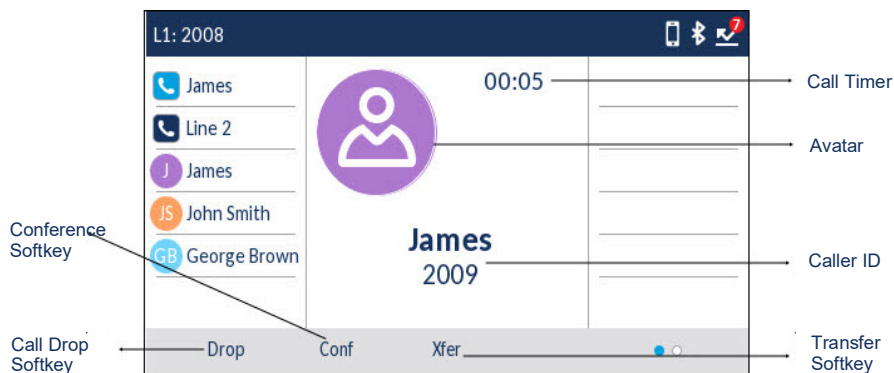 L1: 2008
7
James
00:05
Call Timer
Line 2
Avatar
J
James
JS
John Smith
Conference
Softkey
GB
George Brown
James
2009
Caller ID
Call Drop
Softkey
Drop
Conf
Xfer
Transfer
Softkey